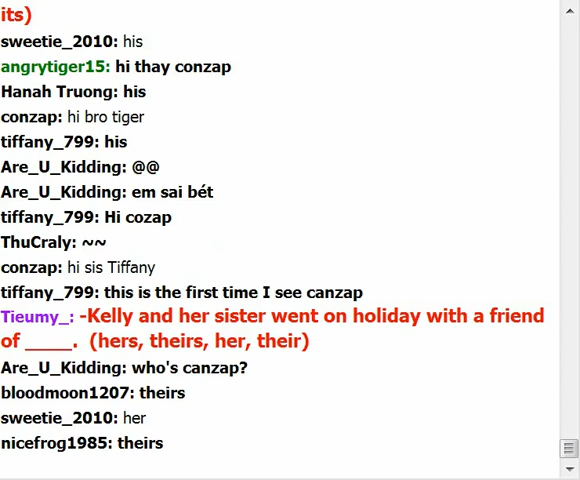 its)
sweetie_2010: his
angrytiger15: hi thay conzap
Hanah Truong: his
conzap: hi bro tiger
tiffany_799: his
Are_U_Kidding: @@
Are_U_Kidding: em sai bét
tiffany_799: Hi cozap
ThuCraly: ~~
conzap: hi sis Tiffany
tiffany_799: this is the first time I see canzap
Tieumy_: -Kelly and her sister went on holiday with a friend
of ____. (hers, theirs, her, their)
Are_U_Kidding: who's canzap?
bloodmoon1207: theirs
sweetie_2010: her
nicefrog1985: theirs